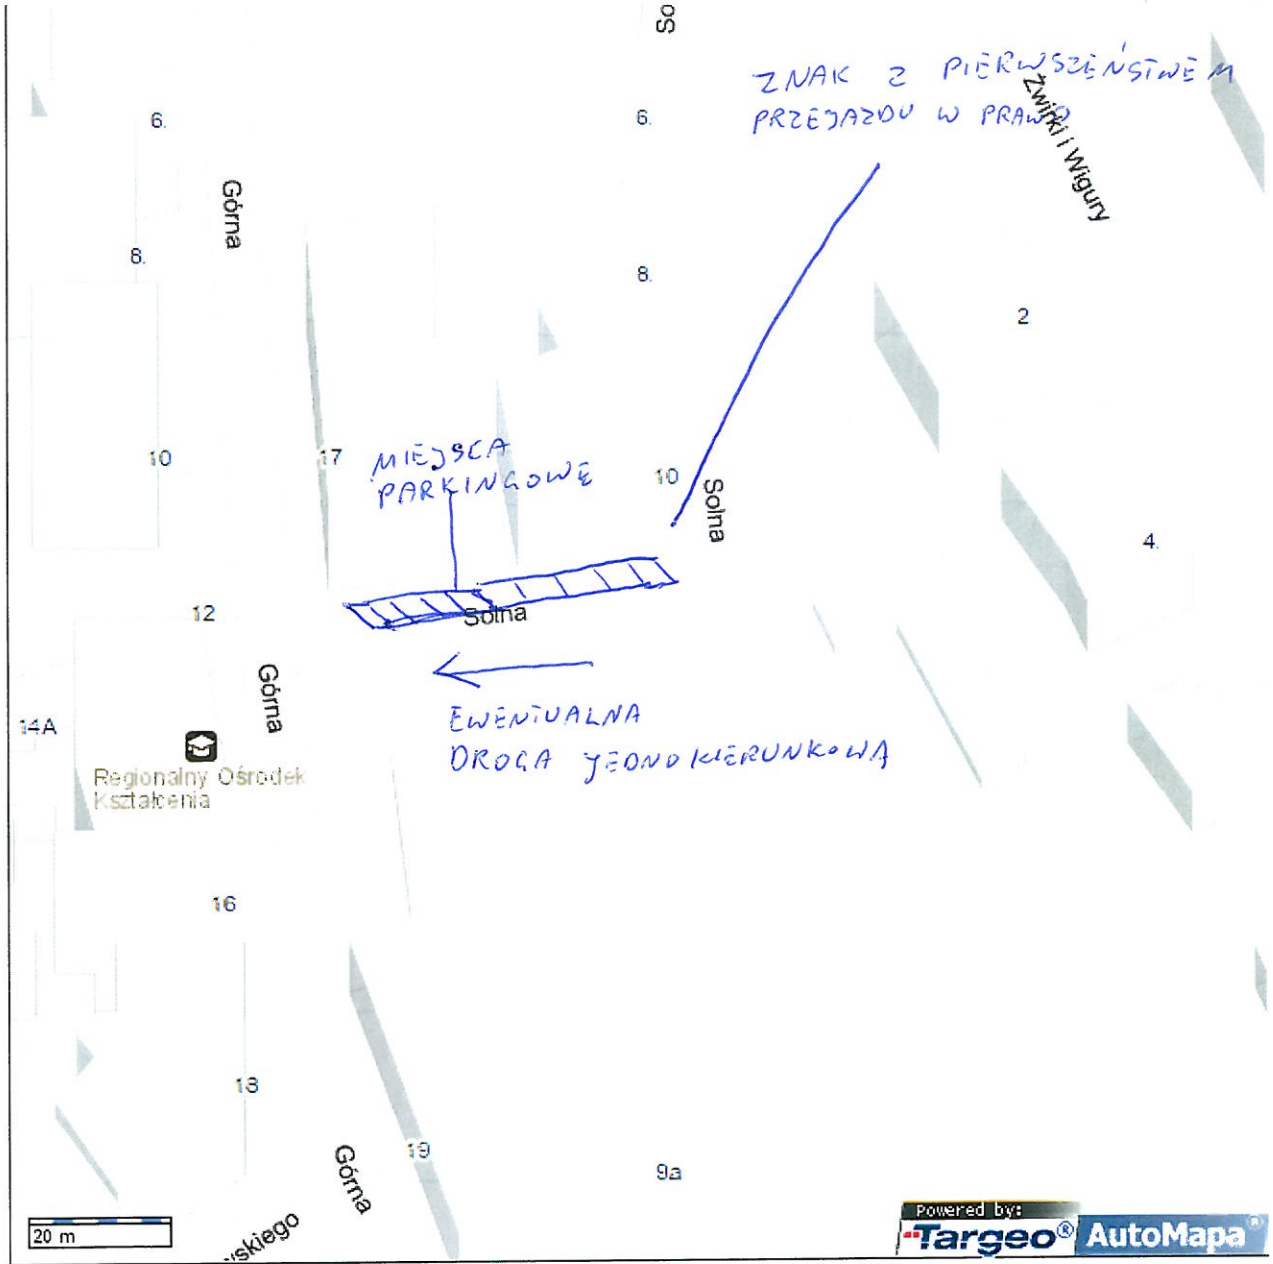 So
ZNAK Z PIERWSZEŃSTWEM
PRZEJAZDU W PRAWO
Żwirki i Wigury
6.
6.
Górna
8.
8.
2
10
17
MIEJSCA
PARKINGOWE
10
Solna
4.
12
Solna
Górna
14A
EWENTUALNA
DROGA JEDNOKIERUNKOWA
Regionalny Ośrodek
Kształcenia
16
18
19
Górna
9a
20 m
wskiego
Powered by:
Targeo® AutoMapa®